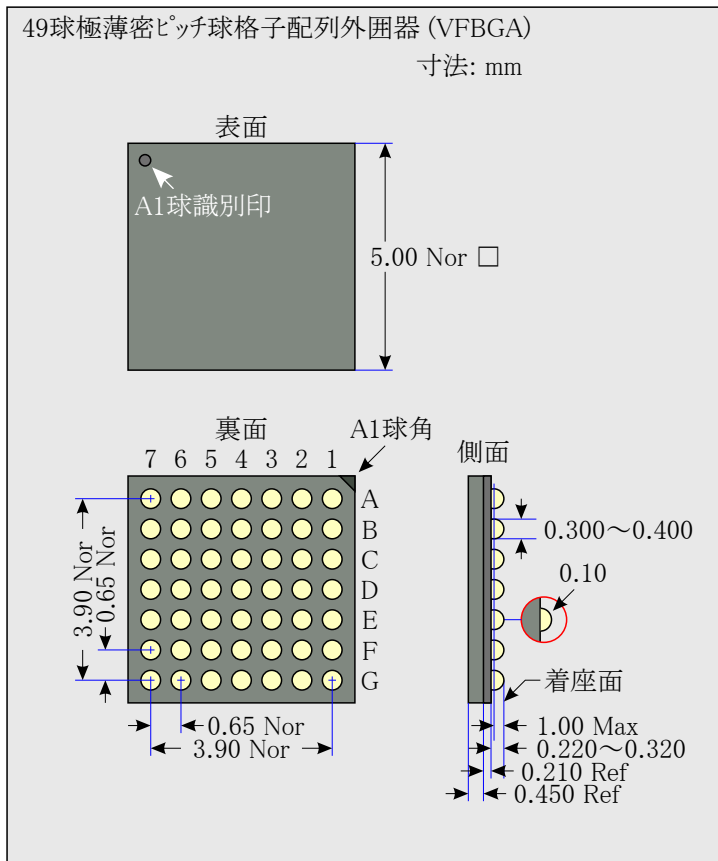 49球極薄密ﾋﾟｯﾁ球格子配列外囲器 (VFBGA)
寸法: mm
表面
A1球識別印
5.00 Nor □
裏面
A1球角
側面
7 6 5 4 3 2 1
A
B
C
D
E
F
G
3.90 Nor
0.65 Nor
0.65 Nor
3.90 Nor
0.300～0.400
0.10
着座面
1.00 Max
0.220～0.320
0.210 Ref
0.450 Ref